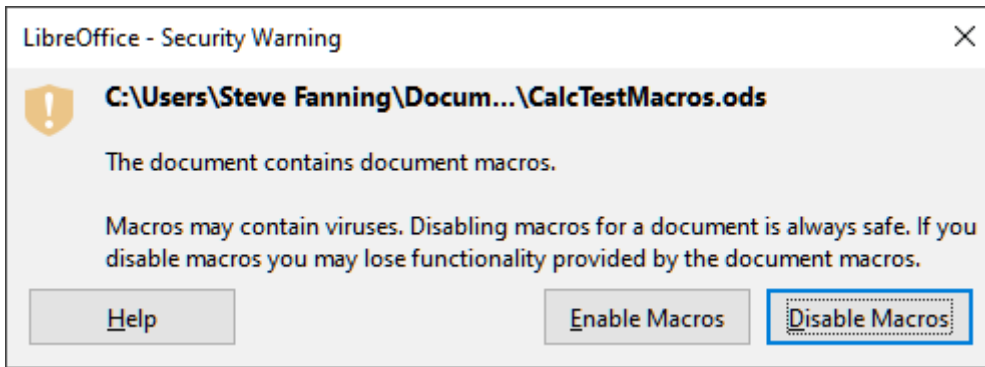 LibreOffice - Security Warning
C:\Users\Steve Fanning\Docum...\CalcTestMacros.ods
The document contains document macros.
Macros may contain viruses. Disabling macros for a document is always safe. If you
disable macros you may lose functionality provided by the document macros.
Help Enable Macros Disable Macros